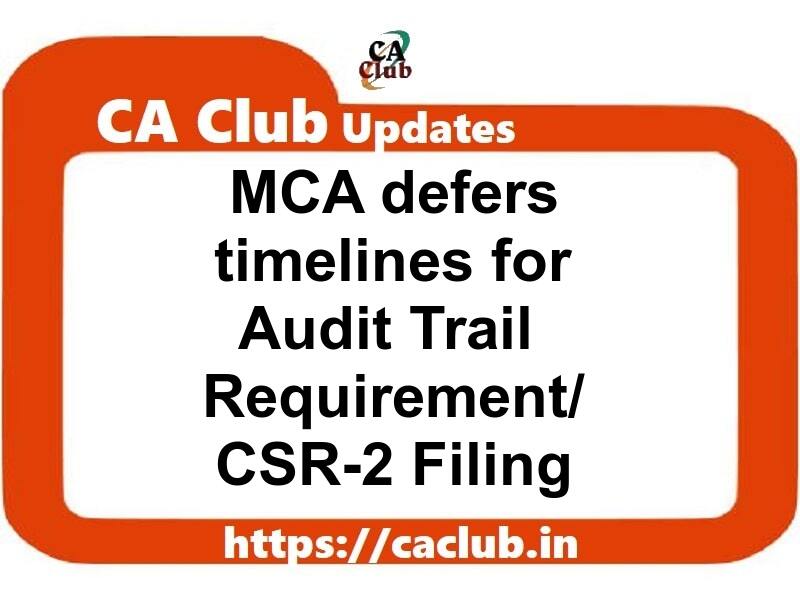 CA
Club
CA Club Updates
MCA defers
timelines for
Audit Trail
Requirement/
CSR-2 Filing
https://caclub.in